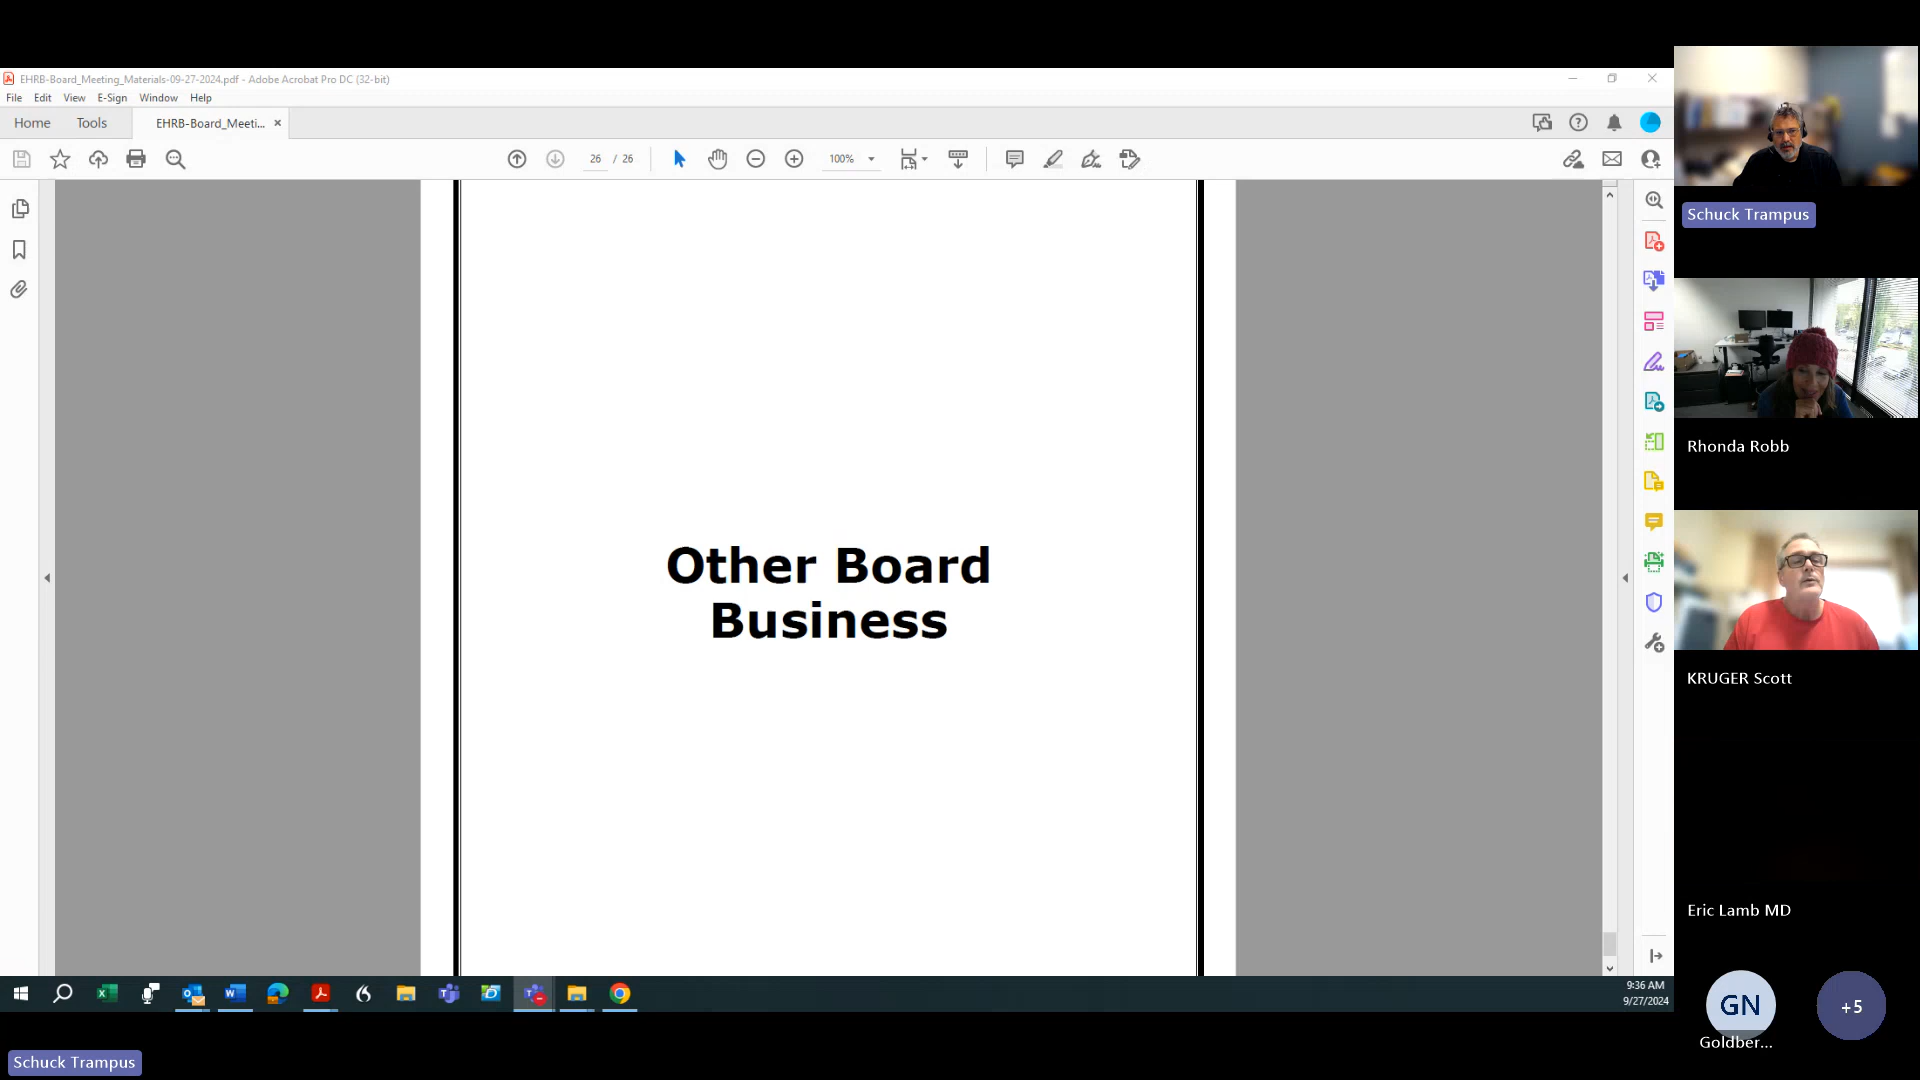 EHRB-Board_Meeting_Materials-09-27-2024.pdf - Adobe Acrobat Pro DC (32-bit)
File Edit View E-Sign Window Help
Home Tools EHRB-Board_Meeti... ×
26 / 26 100%
Other Board
Business
9:36 AM
9/27/2024
Schuck Trampus
Schuck Trampus
Rhonda Robb
KRUGER Scott
Eric Lamb MD
GN +5
Goldber...